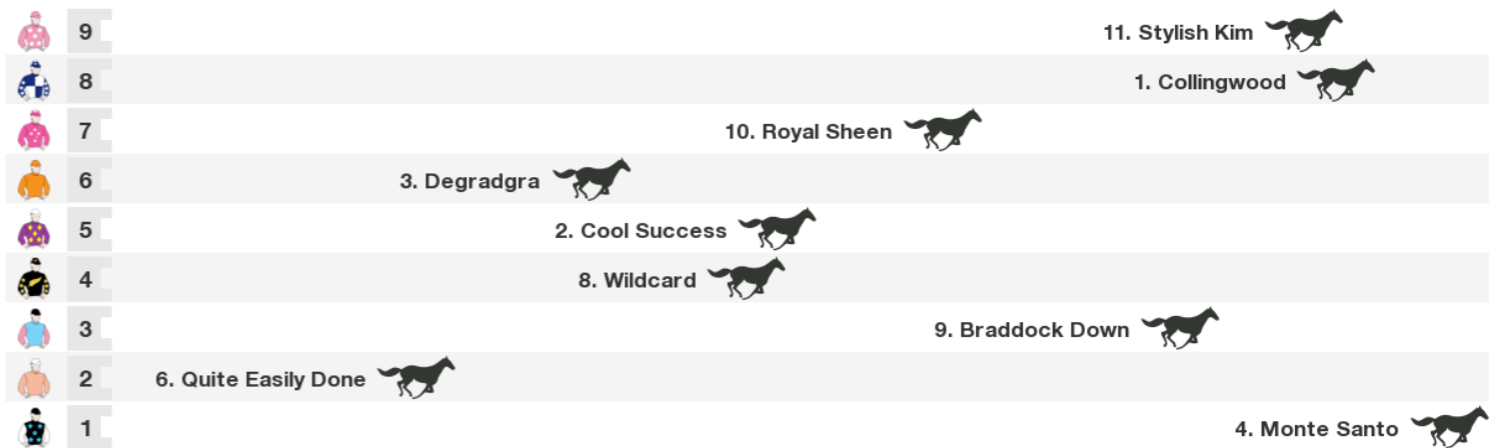 9 11. Stylish Kim
8 1. Collingwood
7 10. Royal Sheen
6 3. Degradgra
5 2. Cool Success
4 8. Wildcard
3 9. Braddock Down
2 6. Quite Easily Done
1 4. Monte Santo